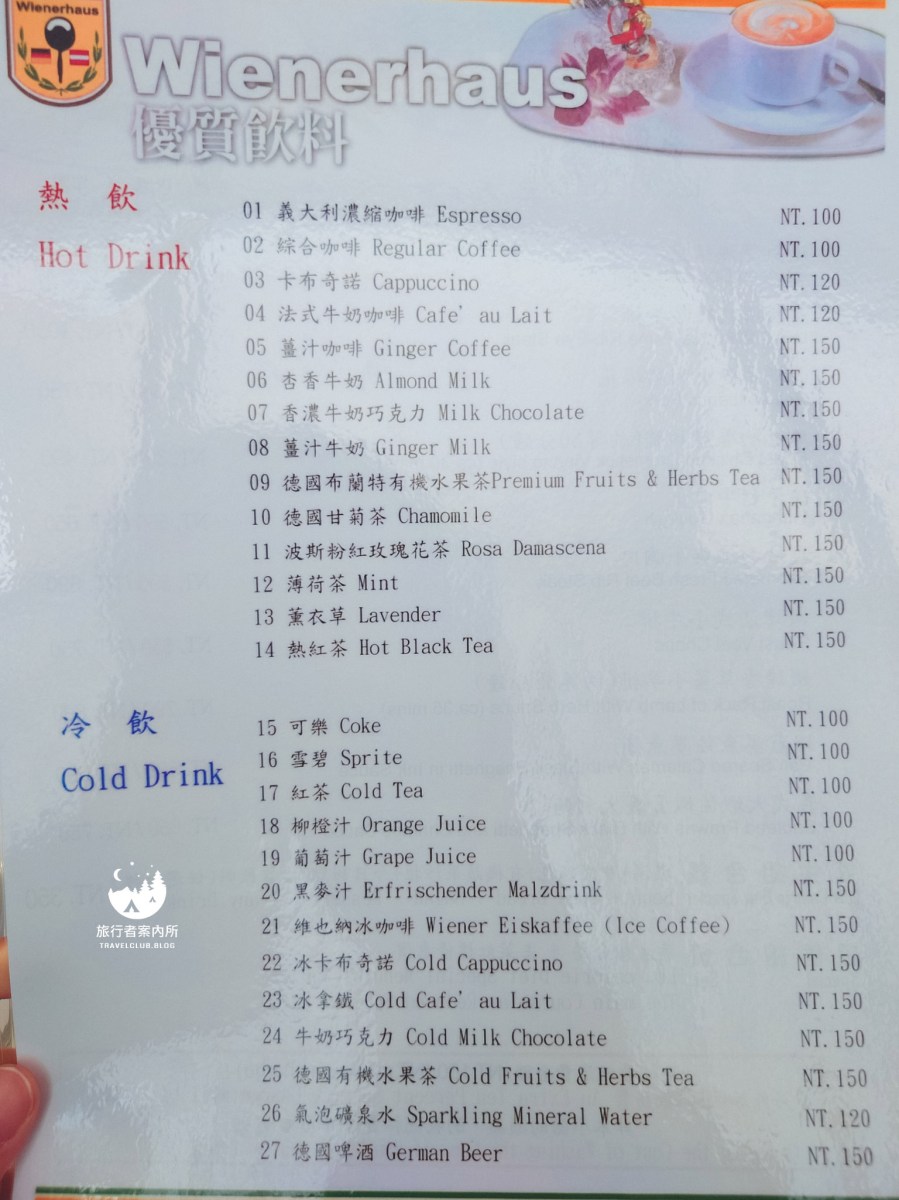 Wienerhaus
Wienerhaus
優質飲料
熱 飲
Hot Drink
01 義大利濃縮咖啡 Espresso NT.100
02 綜合咖啡 Regular Coffee NT.100
03 卡布奇諾 Cappuccino NT.120
04 法式牛奶咖啡 Cafe' au Lait NT.120
05 薑汁咖啡 Ginger Coffee NT.150
06 杏香牛奶 Almond Milk NT.150
07 香濃牛奶巧克力 Milk Chocolate NT.150
08 薑汁牛奶 Ginger Milk NT.150
09 德國布蘭特有機水果茶Premium Fruits & Herbs Tea NT.150
10 德國甘菊茶 Chamomile NT.150
11 波斯粉紅玫瑰花茶 Rosa Damascena NT.150
12 薄荷茶 Mint NT.150
13 薰衣草 Lavender NT.150
14 熱紅茶 Hot Black Tea NT.150
冷 飲
Cold Drink
15 可樂 Coke NT.100
16 雪碧 Sprite NT.100
17 紅茶 Cold Tea NT.100
18 柳橙汁 Orange Juice NT.100
19 葡萄汁 Grape Juice NT.100
20 黑麥汁 Erfrischender Malzdrink NT.150
21 維也納冰咖啡 Wiener Eiskaffee (Ice Coffee) NT.150
22 冰卡布奇諾 Cold Cappuccino NT.150
23 冰拿鐵 Cold Cafe' au Lait NT.150
24 牛奶巧克力 Cold Milk Chocolate NT.150
25 德國有機水果茶 Cold Fruits & Herbs Tea NT.150
26 氣泡礦泉水 Sparkling Mineral Water NT.120
27 德國啤酒 German Beer NT.150
旅行者案內所
TRAVELCLUB.BLOG